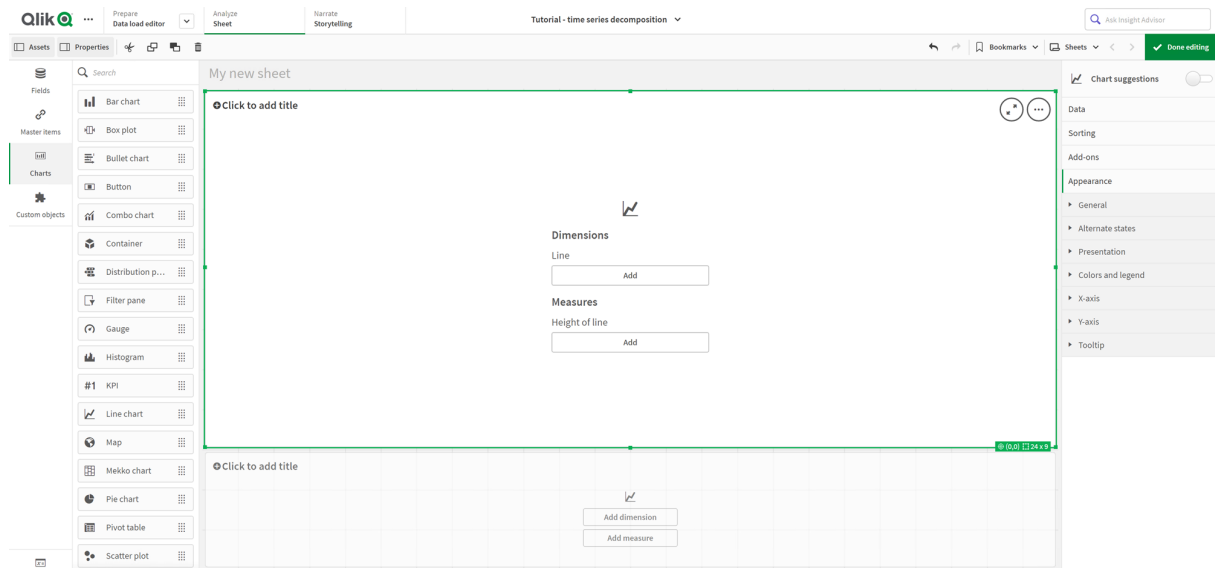 Qlik
Prepare
Data load editor
Analyze
Sheet
Narrate
Storytelling
Tutorial - time series decomposition
Ask Insight Advisor
Assets
Properties
Bookmarks
Sheets
Done editing
Fields
Master items
Charts
Custom objects
Search
Bar chart
Box plot
Bullet chart
Button
Combo chart
Container
Distribution p...
Filter pane
Gauge
Histogram
#1 KPI
Line chart
Map
Mekko chart
Pie chart
Pivot table
Scatter plot
My new sheet
Click to add title
Dimensions
Line
Add
Measures
Height of line
Add
(0,0) 24 x 9
Click to add title
Add dimension
Add measure
Chart suggestions
Data
Sorting
Add-ons
Appearance
General
Alternate states
Presentation
Colors and legend
X-axis
Y-axis
Tooltip